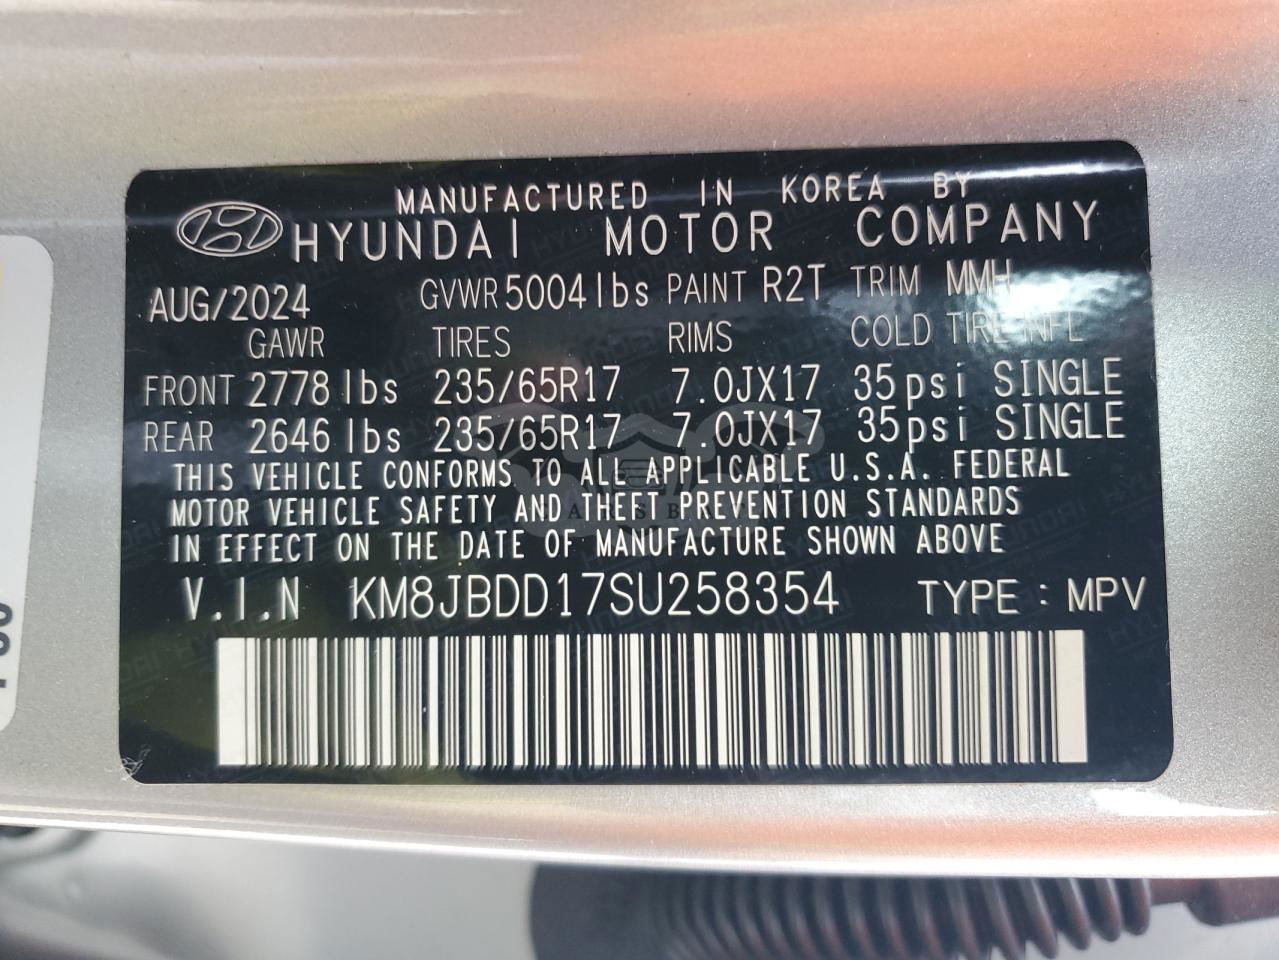 MANUFACTURED IN KOREA BY
HYUNDAI MOTOR COMPANY
AUG/2024 GVWR 5004lbs PAINT R2T TRIM MMH
GAWR TIRES RIMS COLD TIRE INFL
FRONT 2778 lbs 235/65R17 7.0JX17 35psi SINGLE
REAR 2646 lbs 235/65R17 7.0JX17 35psi SINGLE
THIS VEHICLE CONFORMS TO ALL APPLICABLE U.S.A. FEDERAL
MOTOR VEHICLE SAFETY AND THEFT PREVENTION STANDARDS
IN EFFECT ON THE DATE OF MANUFACTURE SHOWN ABOVE
V.I.N KM8JBDD17SU258354 TYPE : MPV